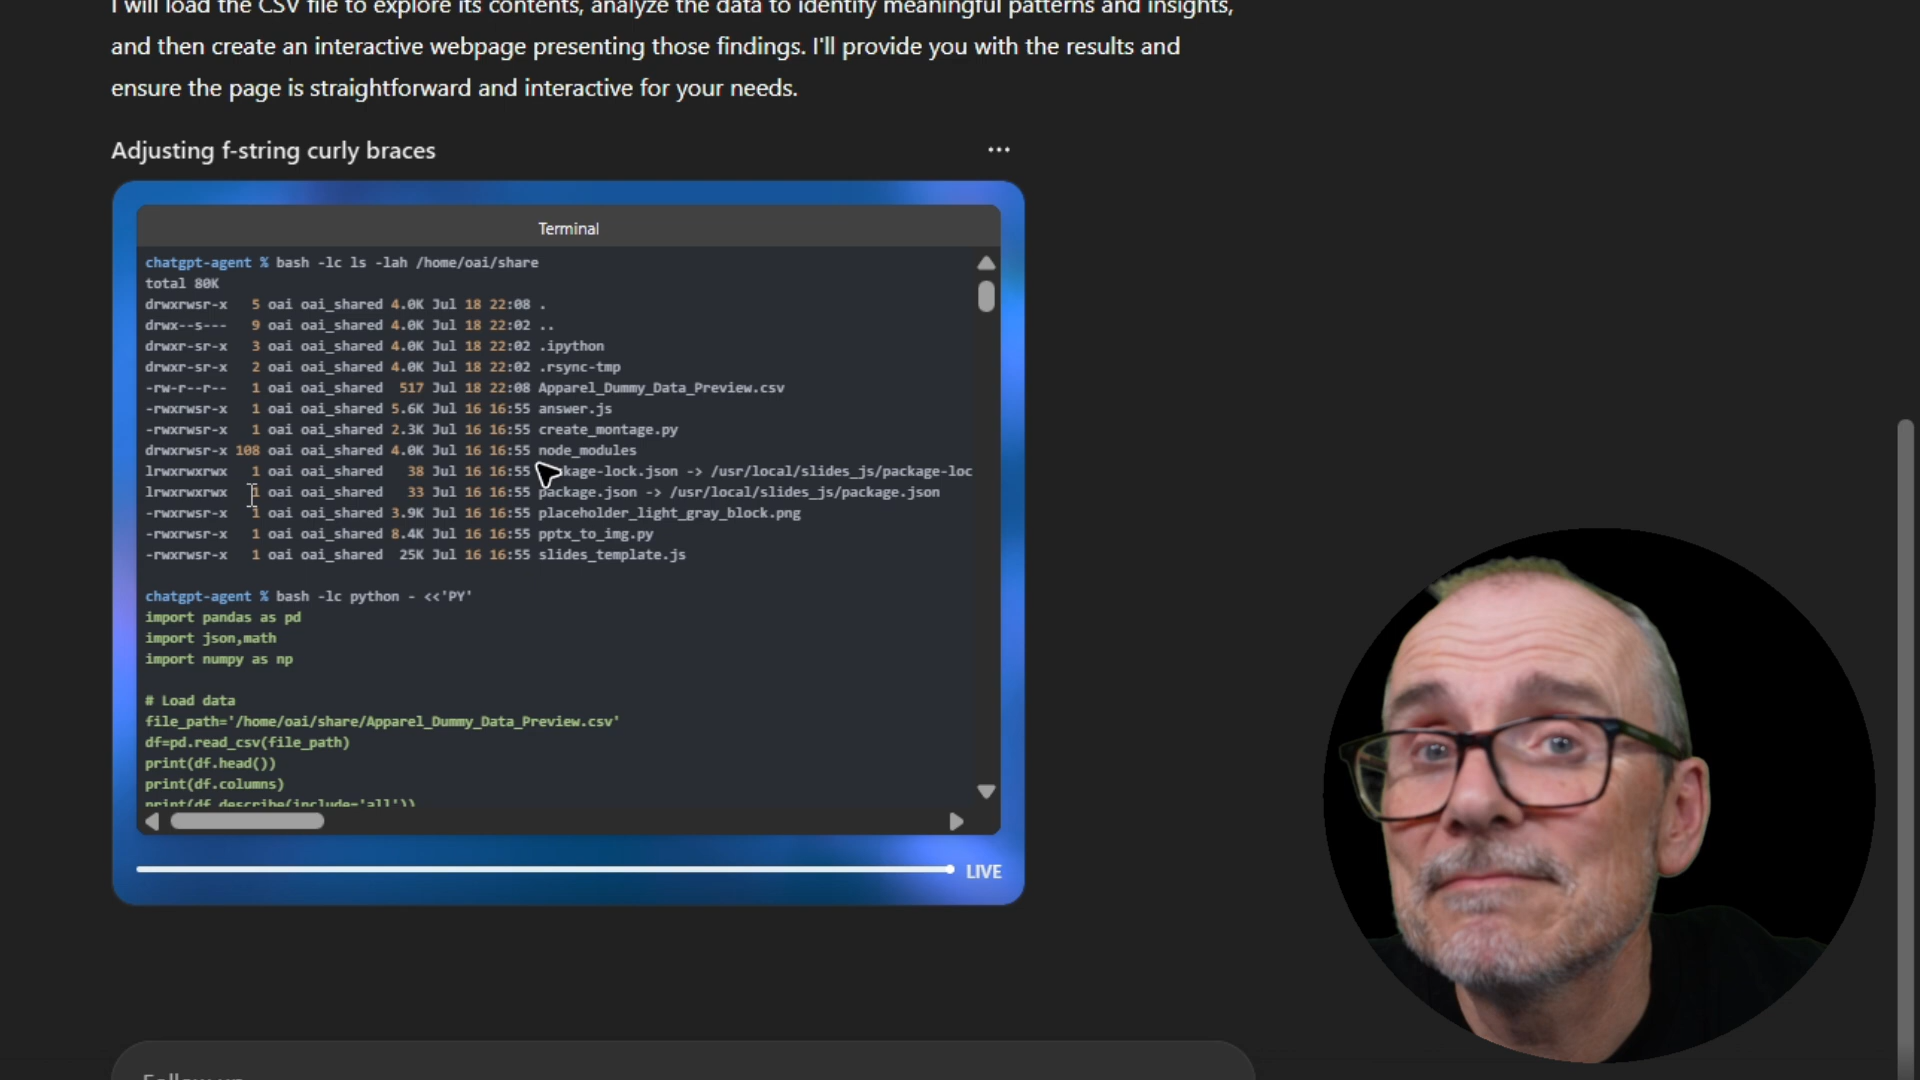 I will load the CSV file to explore its contents, analyze the data to identify meaningful patterns and insights,
and then create an interactive webpage presenting those findings. I'll provide you with the results and
ensure the page is straightforward and interactive for your needs.
Adjusting f-string curly braces
Terminal
chatgpt-agent % bash -lc ls -lah /home/oai/share
total 80K
drwxrwsr-x 5 oai oai_shared 4.0K Jul 18 22:08 .
drwx--s--- 9 oai oai_shared 4.0K Jul 18 22:02 ..
drwxr-sr-x 3 oai oai_shared 4.0K Jul 18 22:02 .ipython
drwxr-sr-x 2 oai oai_shared 4.0K Jul 18 22:02 .rsync-tmp
-rw-r--r-- 1 oai oai_shared 517 Jul 18 22:08 Apparel_Dummy_Data_Preview.csv
-rwxrwsr-x 1 oai oai_shared 5.6K Jul 16 16:55 answer.js
-rwxrwsr-x 1 oai oai_shared 2.3K Jul 16 16:55 create_montage.py
drwxrwsr-x 108 oai oai_shared 4.0K Jul 16 16:55 node_modules
lrwxrwxrwx 1 oai oai_shared 38 Jul 16 16:55 kage-lock.json -> /usr/local/slides_js/package-loc
lrwxrwxrwx 1 oai oai_shared 33 Jul 16 16:55 package.json -> /usr/local/slides_js/package.json
-rwxrwsr-x 1 oai oai_shared 3.9K Jul 16 16:55 placeholder_light_gray_block.png
-rwxrwsr-x 1 oai oai_shared 8.4K Jul 16 16:55 pptx_to_img.py
-rwxrwsr-x 1 oai oai_shared 25K Jul 16 16:55 slides_template.js
chatgpt-agent % bash -lc python - <<'PY'
import pandas as pd
import json,math
import numpy as np
# Load data
file_path='/home/oai/share/Apparel_Dummy_Data_Preview.csv'
df=pd.read_csv(file_path)
print(df.head())
print(df.columns)
print(df.describe(include='all'))
LIVE